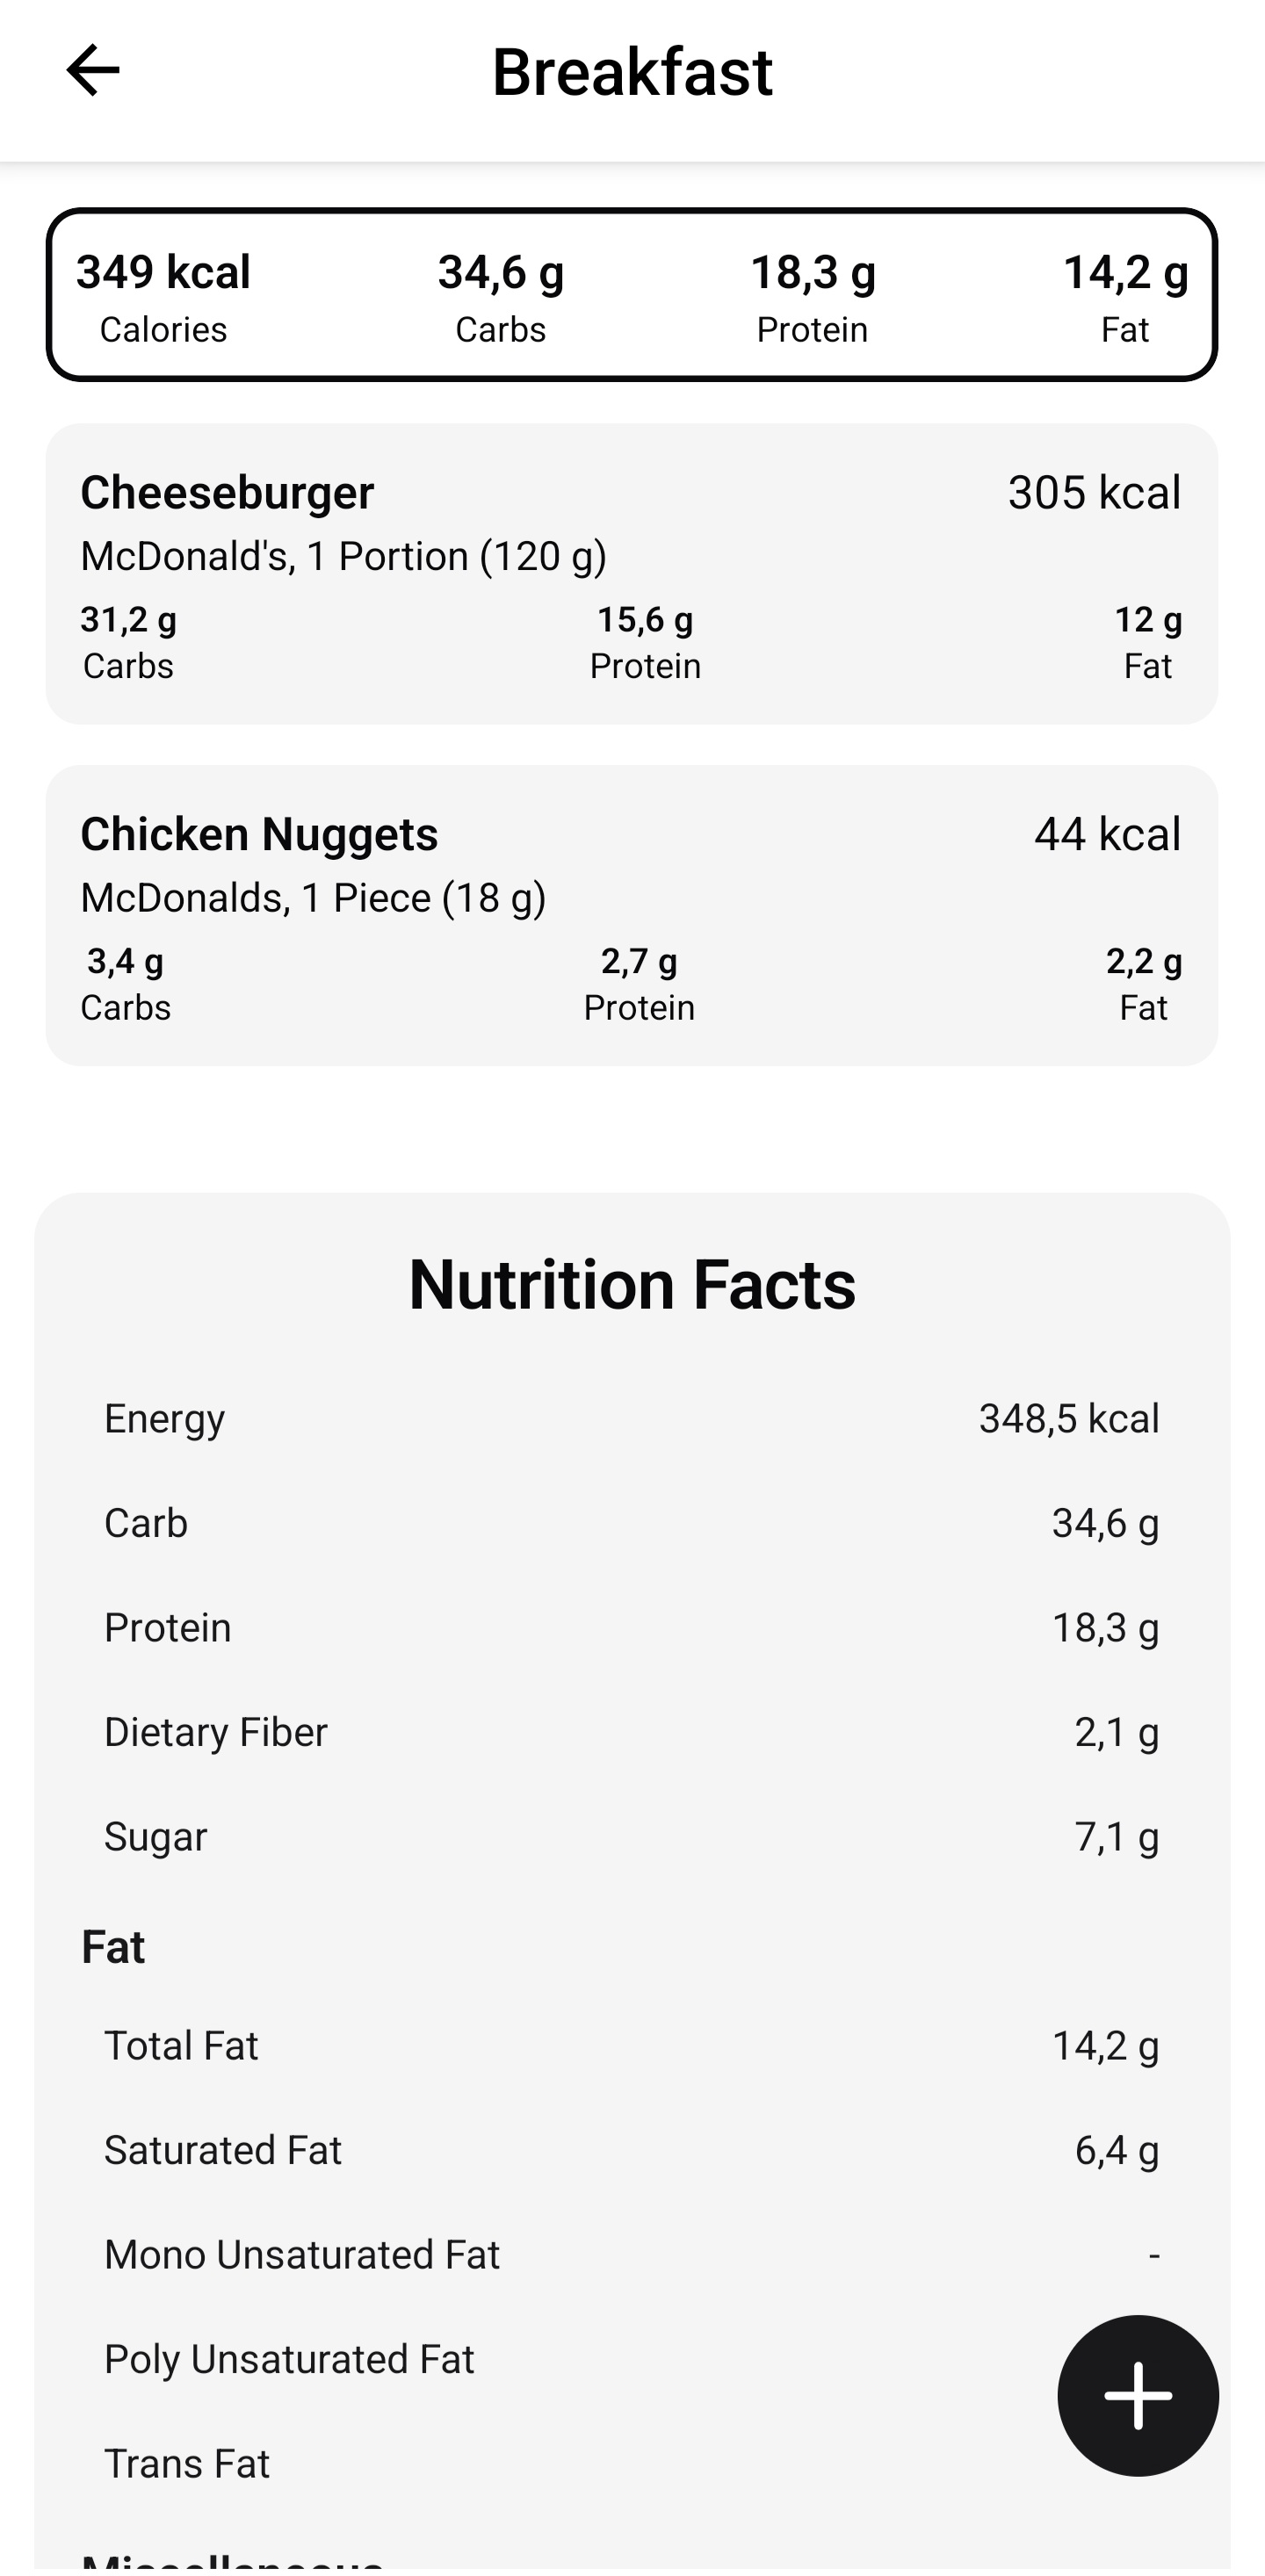 Breakfast
349 kcal 34,6 g 18,3 g 14,2 g
Calories Carbs Protein Fat
Cheeseburger 305 kcal
McDonald's, 1 Portion (120 g)
31,2 g 15,6 g 12 g
Carbs Protein Fat
Chicken Nuggets 44 kcal
McDonalds, 1 Piece (18 g)
3,4 g 2,7 g 2,2 g
Carbs Protein Fat
Nutrition Facts
Energy 348,5 kcal
Carb 34,6 g
Protein 18,3 g
Dietary Fiber 2,1 g
Sugar 7,1 g
Fat
Total Fat 14,2 g
Saturated Fat 6,4 g
Mono Unsaturated Fat -
Poly Unsaturated Fat
Trans Fat
Miscellaneous